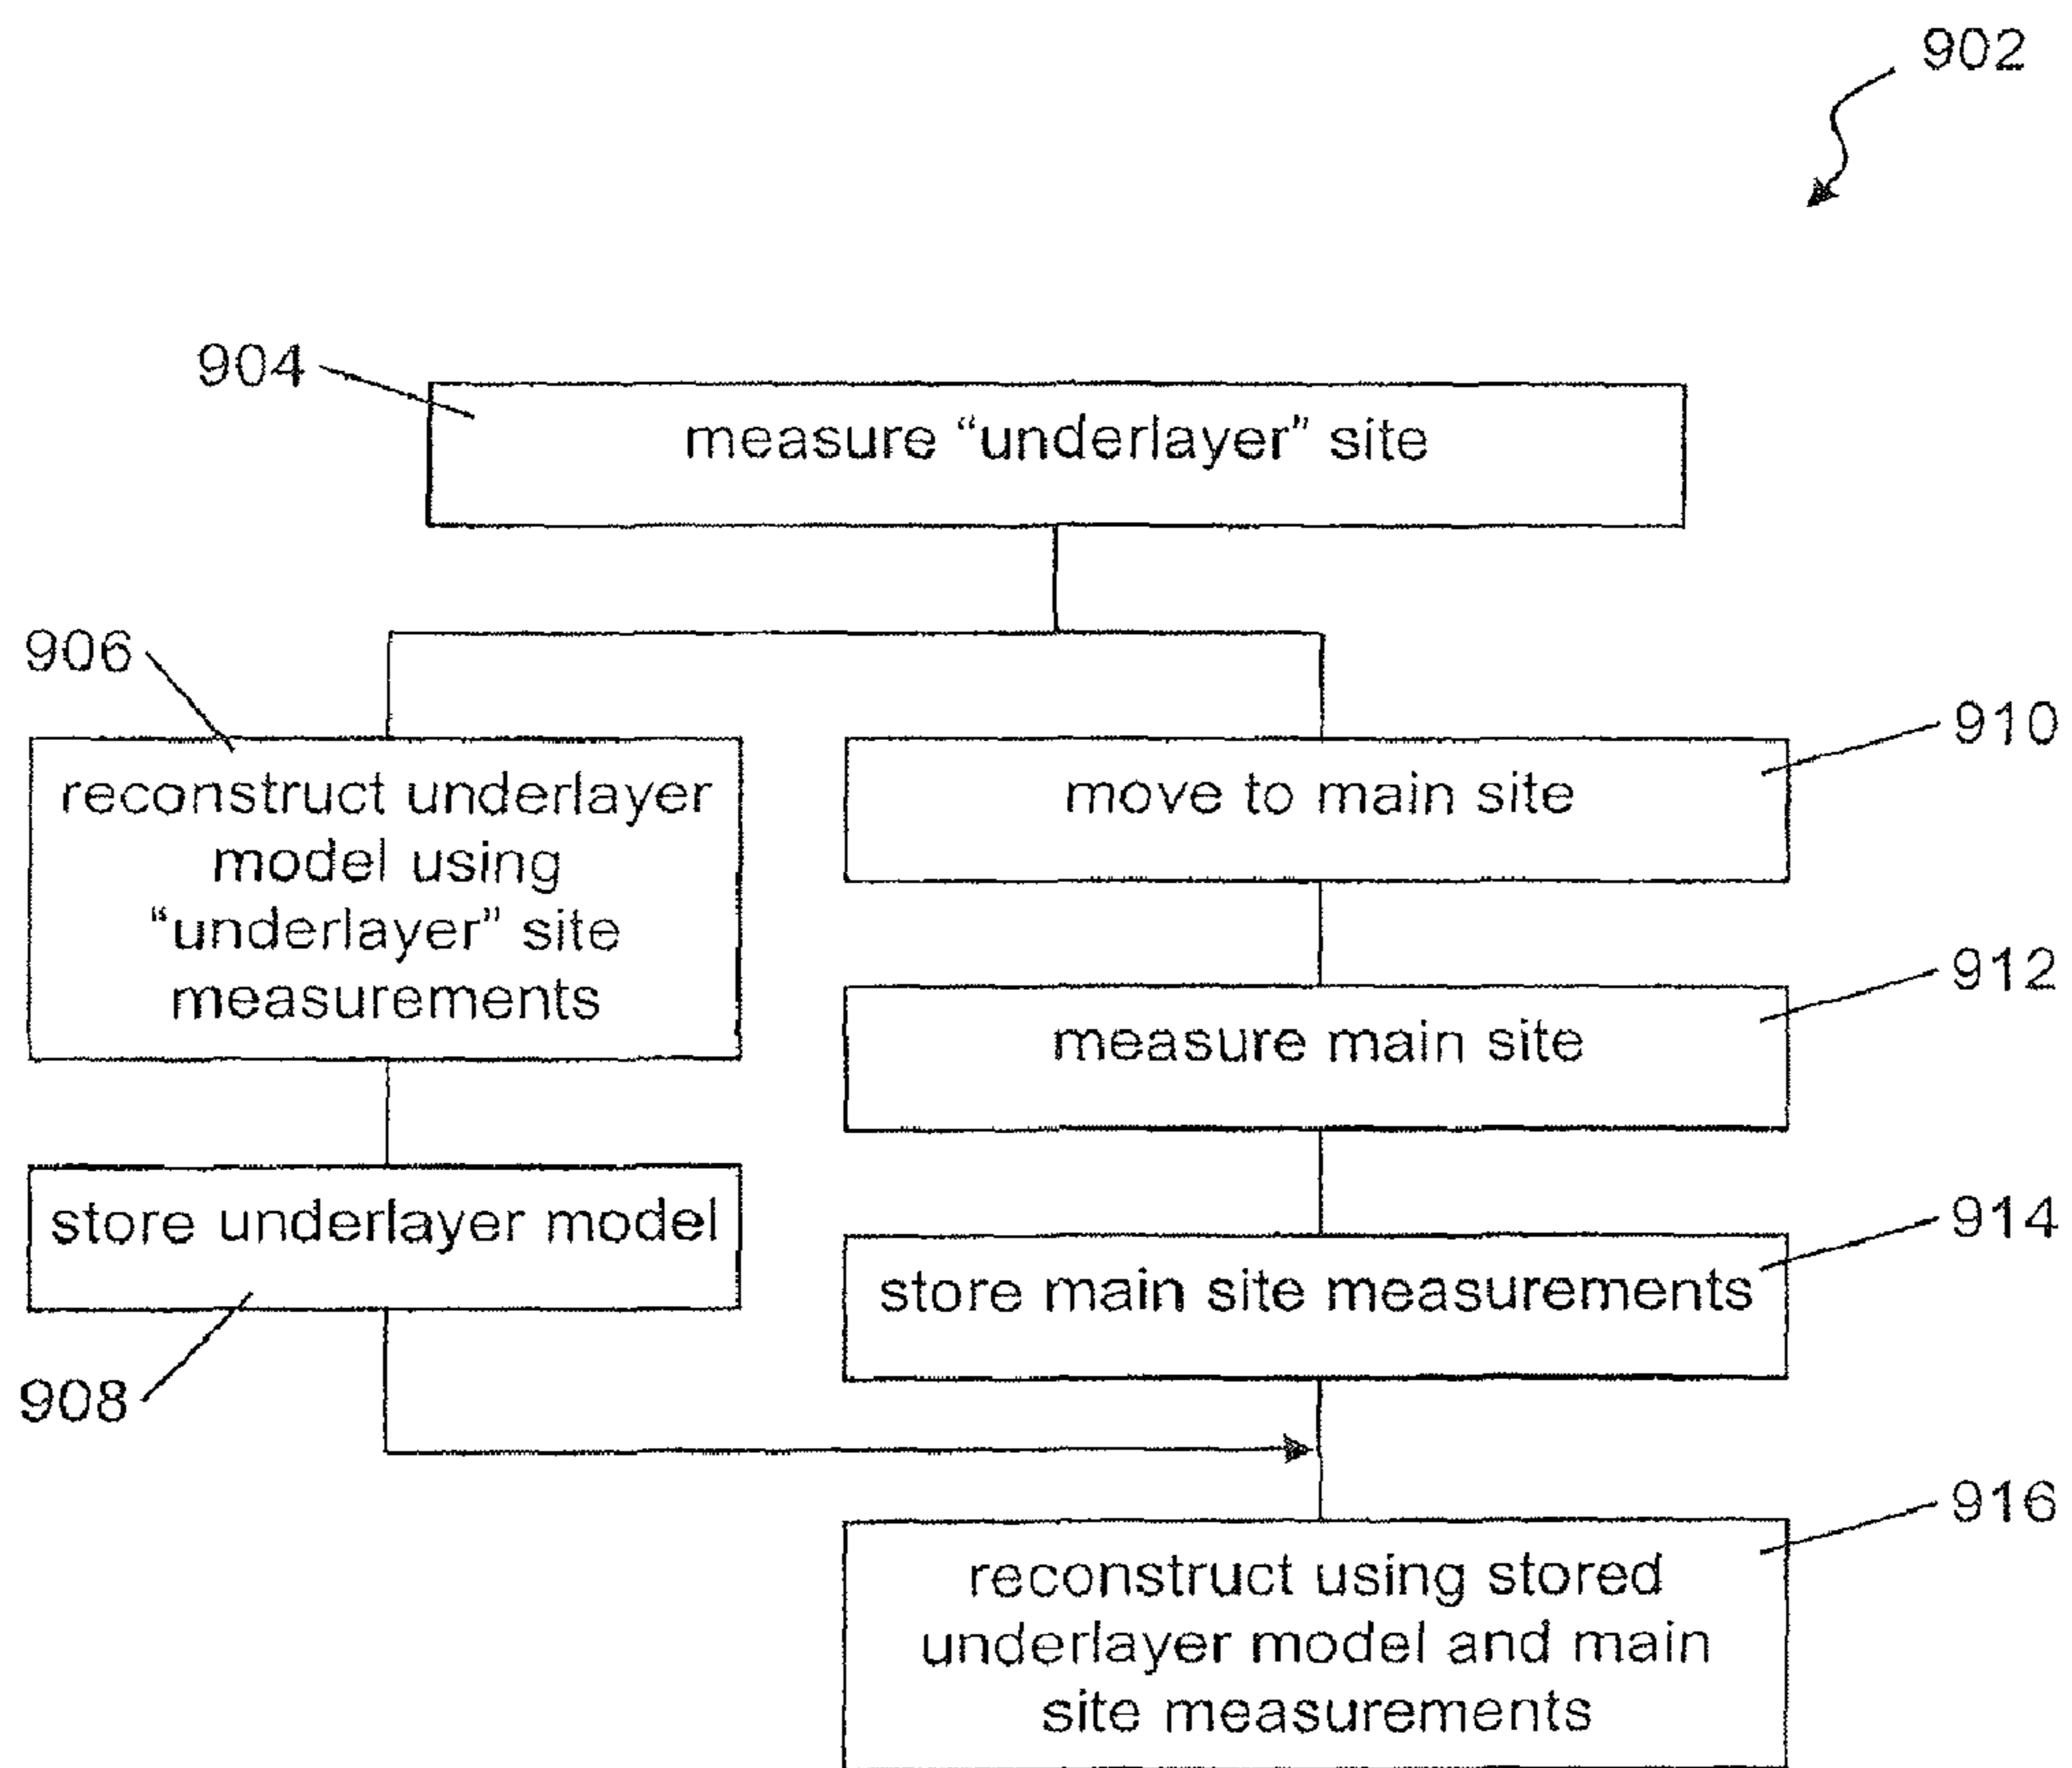 902
904
measure “underlayer” site
906
reconstruct underlayer
model using
“underlayer” site
measurements
910
move to main site
912
measure main site
store underlayer model
908
914
store main site measurements
916
reconstruct using stored
underlayer model and main
site measurements